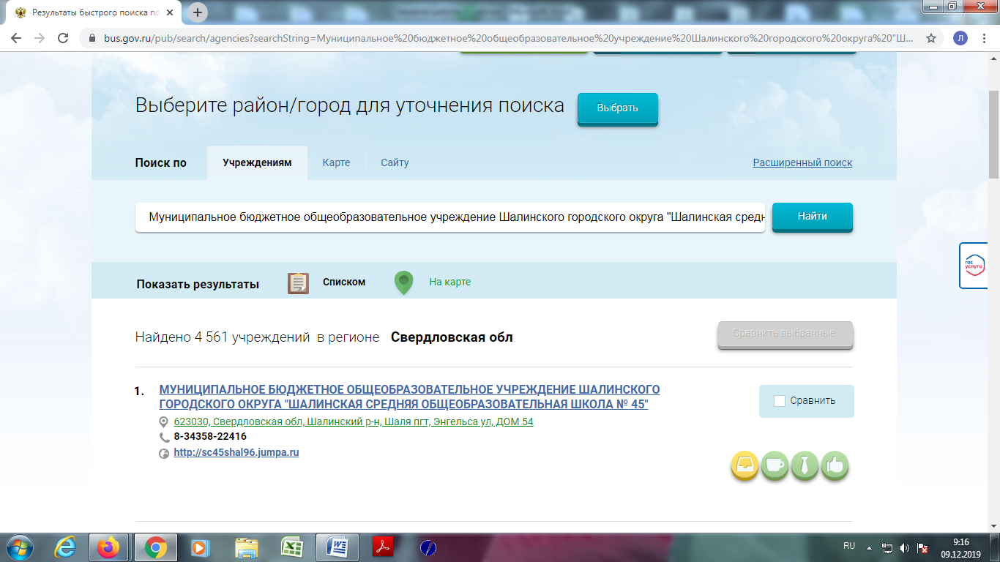 Результаты быстрого поиска по
bus.gov.ru/pub/search/agencies?searchString=Муниципальное%20бюджетное%20общеобразовательное%20учреждение%20Шалинского%20городского%20округа%20"Ш...
Л
Выберите район/город для уточнения поиска
Выбрать
Поиск по
Учреждениям
Карте
Сайту
Расширенный поиск
Муниципальное бюджетное общеобразовательное учреждение Шалинского городского округа "Шалинская средн
Найти
гос
услуги
Показать результаты
Списком
На карте
Найдено 4 561 учреждений в регионе Свердловская обл
Сравнить выбранные
1.
МУНИЦИПАЛЬНОЕ БЮДЖЕТНОЕ ОБЩЕОБРАЗОВАТЕЛЬНОЕ УЧРЕЖДЕНИЕ ШАЛИНСКОГО
ГОРОДСКОГО ОКРУГА "ШАЛИНСКАЯ СРЕДНЯЯ ОБЩЕОБРАЗОВАТЕЛЬНАЯ ШКОЛА № 45"
Сравнить
623030, Свердловская обл, Шалинский р-н, Шаля пгт, Энгельса ул, ДОМ 54
8-34358-22416
http://sc45shal96.jumpa.ru
RU
9:16
09.12.2019